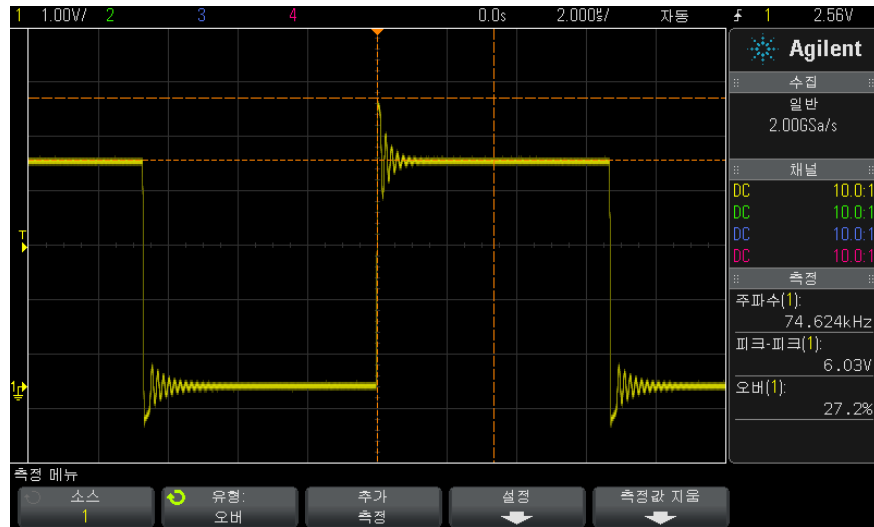 1 1.00V/ 2 3 4 0.0s 2.000㎲/ 자동 1 2.56V
Agilent
수집
일반
2.00GSa/s
채널
DC 10.0:1
DC 10.0:1
DC 10.0:1
DC 10.0:1
측정
주파수(1):
74.624kHz
피크-피크(1):
6.03V
오버(1):
27.2%
T
1
측정 메뉴
소스
1
유형:
오버
추가
측정
설정
측정값 지움